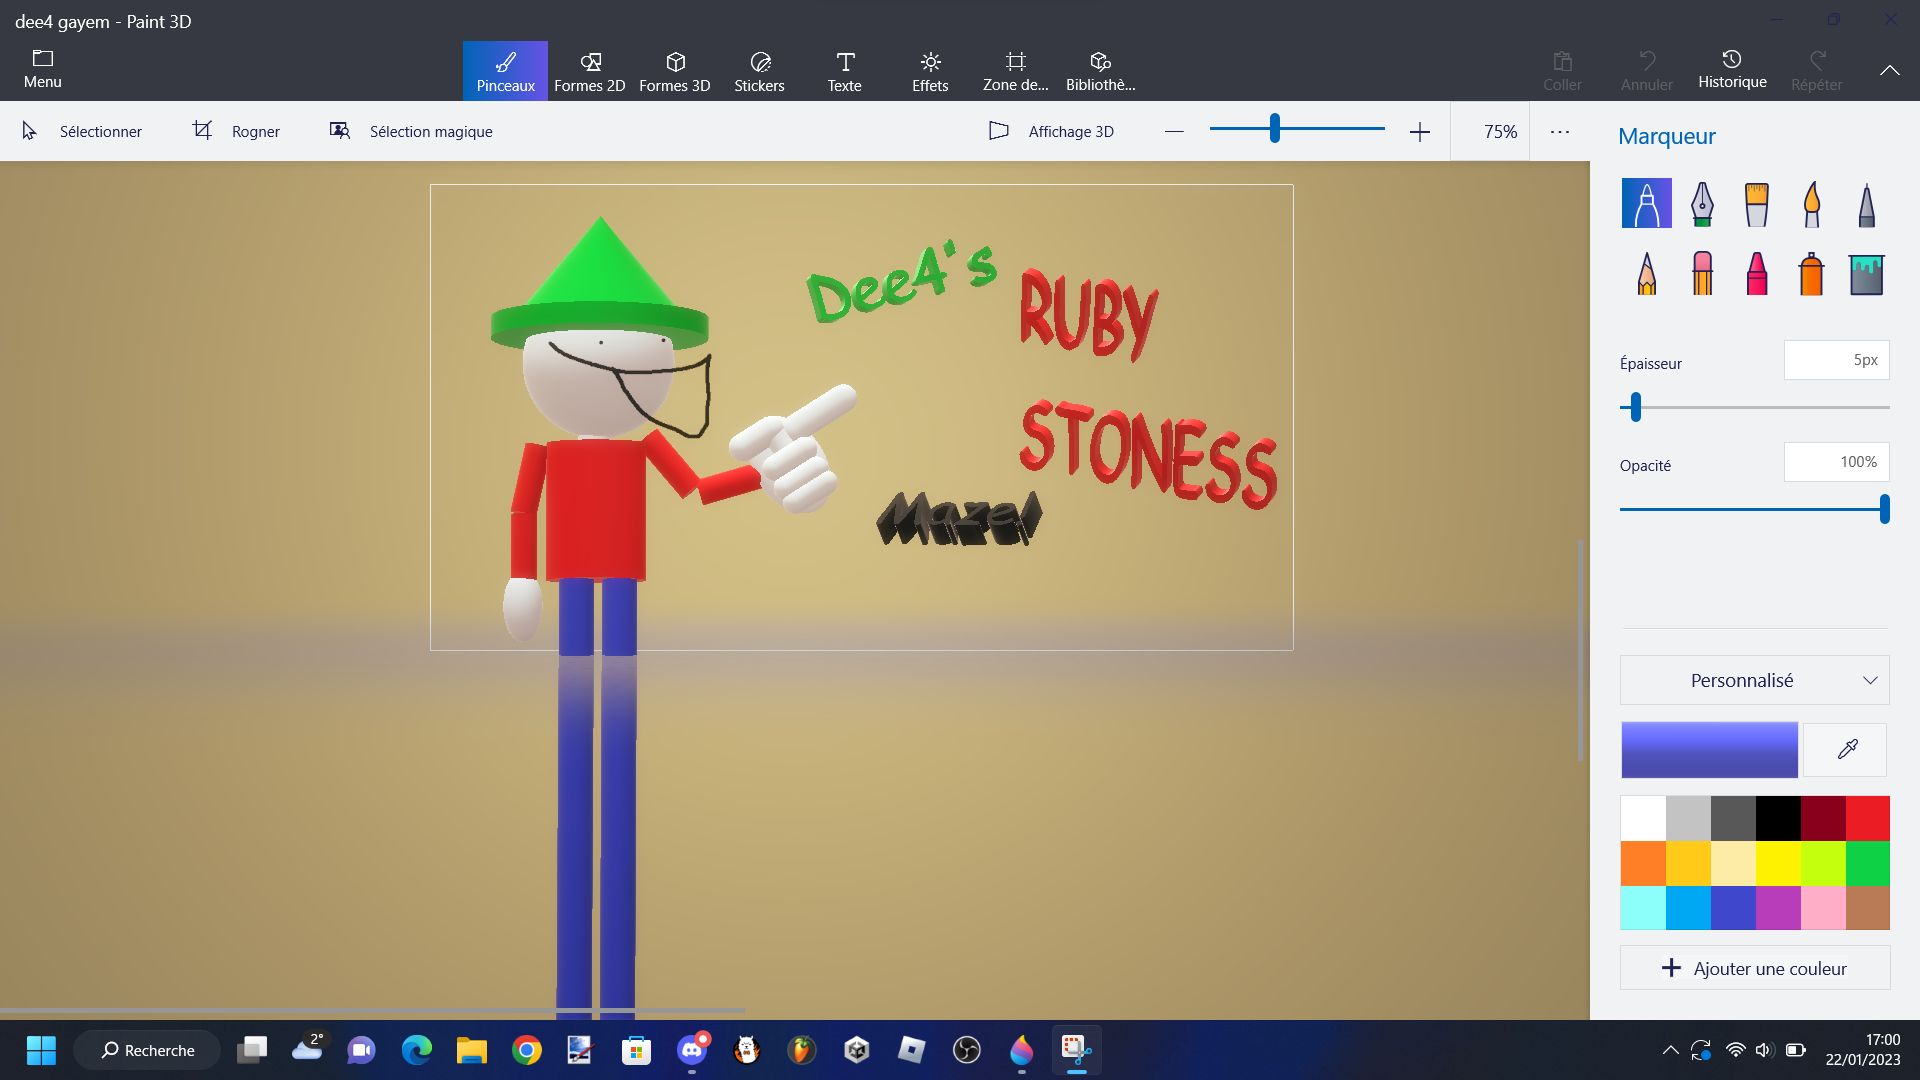 dee4 gayem - Paint 3D
Menu
Pinceaux
Formes 2D
Formes 3D
Stickers
Texte
Effets
Zone de...
Bibliothè...
Coller
Annuler
Historique
Répéter
Sélectionner
Rogner
Sélection magique
Affichage 3D
75%
Marqueur
Dee4's
RUBY
STONESS
Maze!
Épaisseur
5px
Opacité
100%
Personnalisé
Ajouter une couleur
Recherche
2°
17:00
22/01/2023